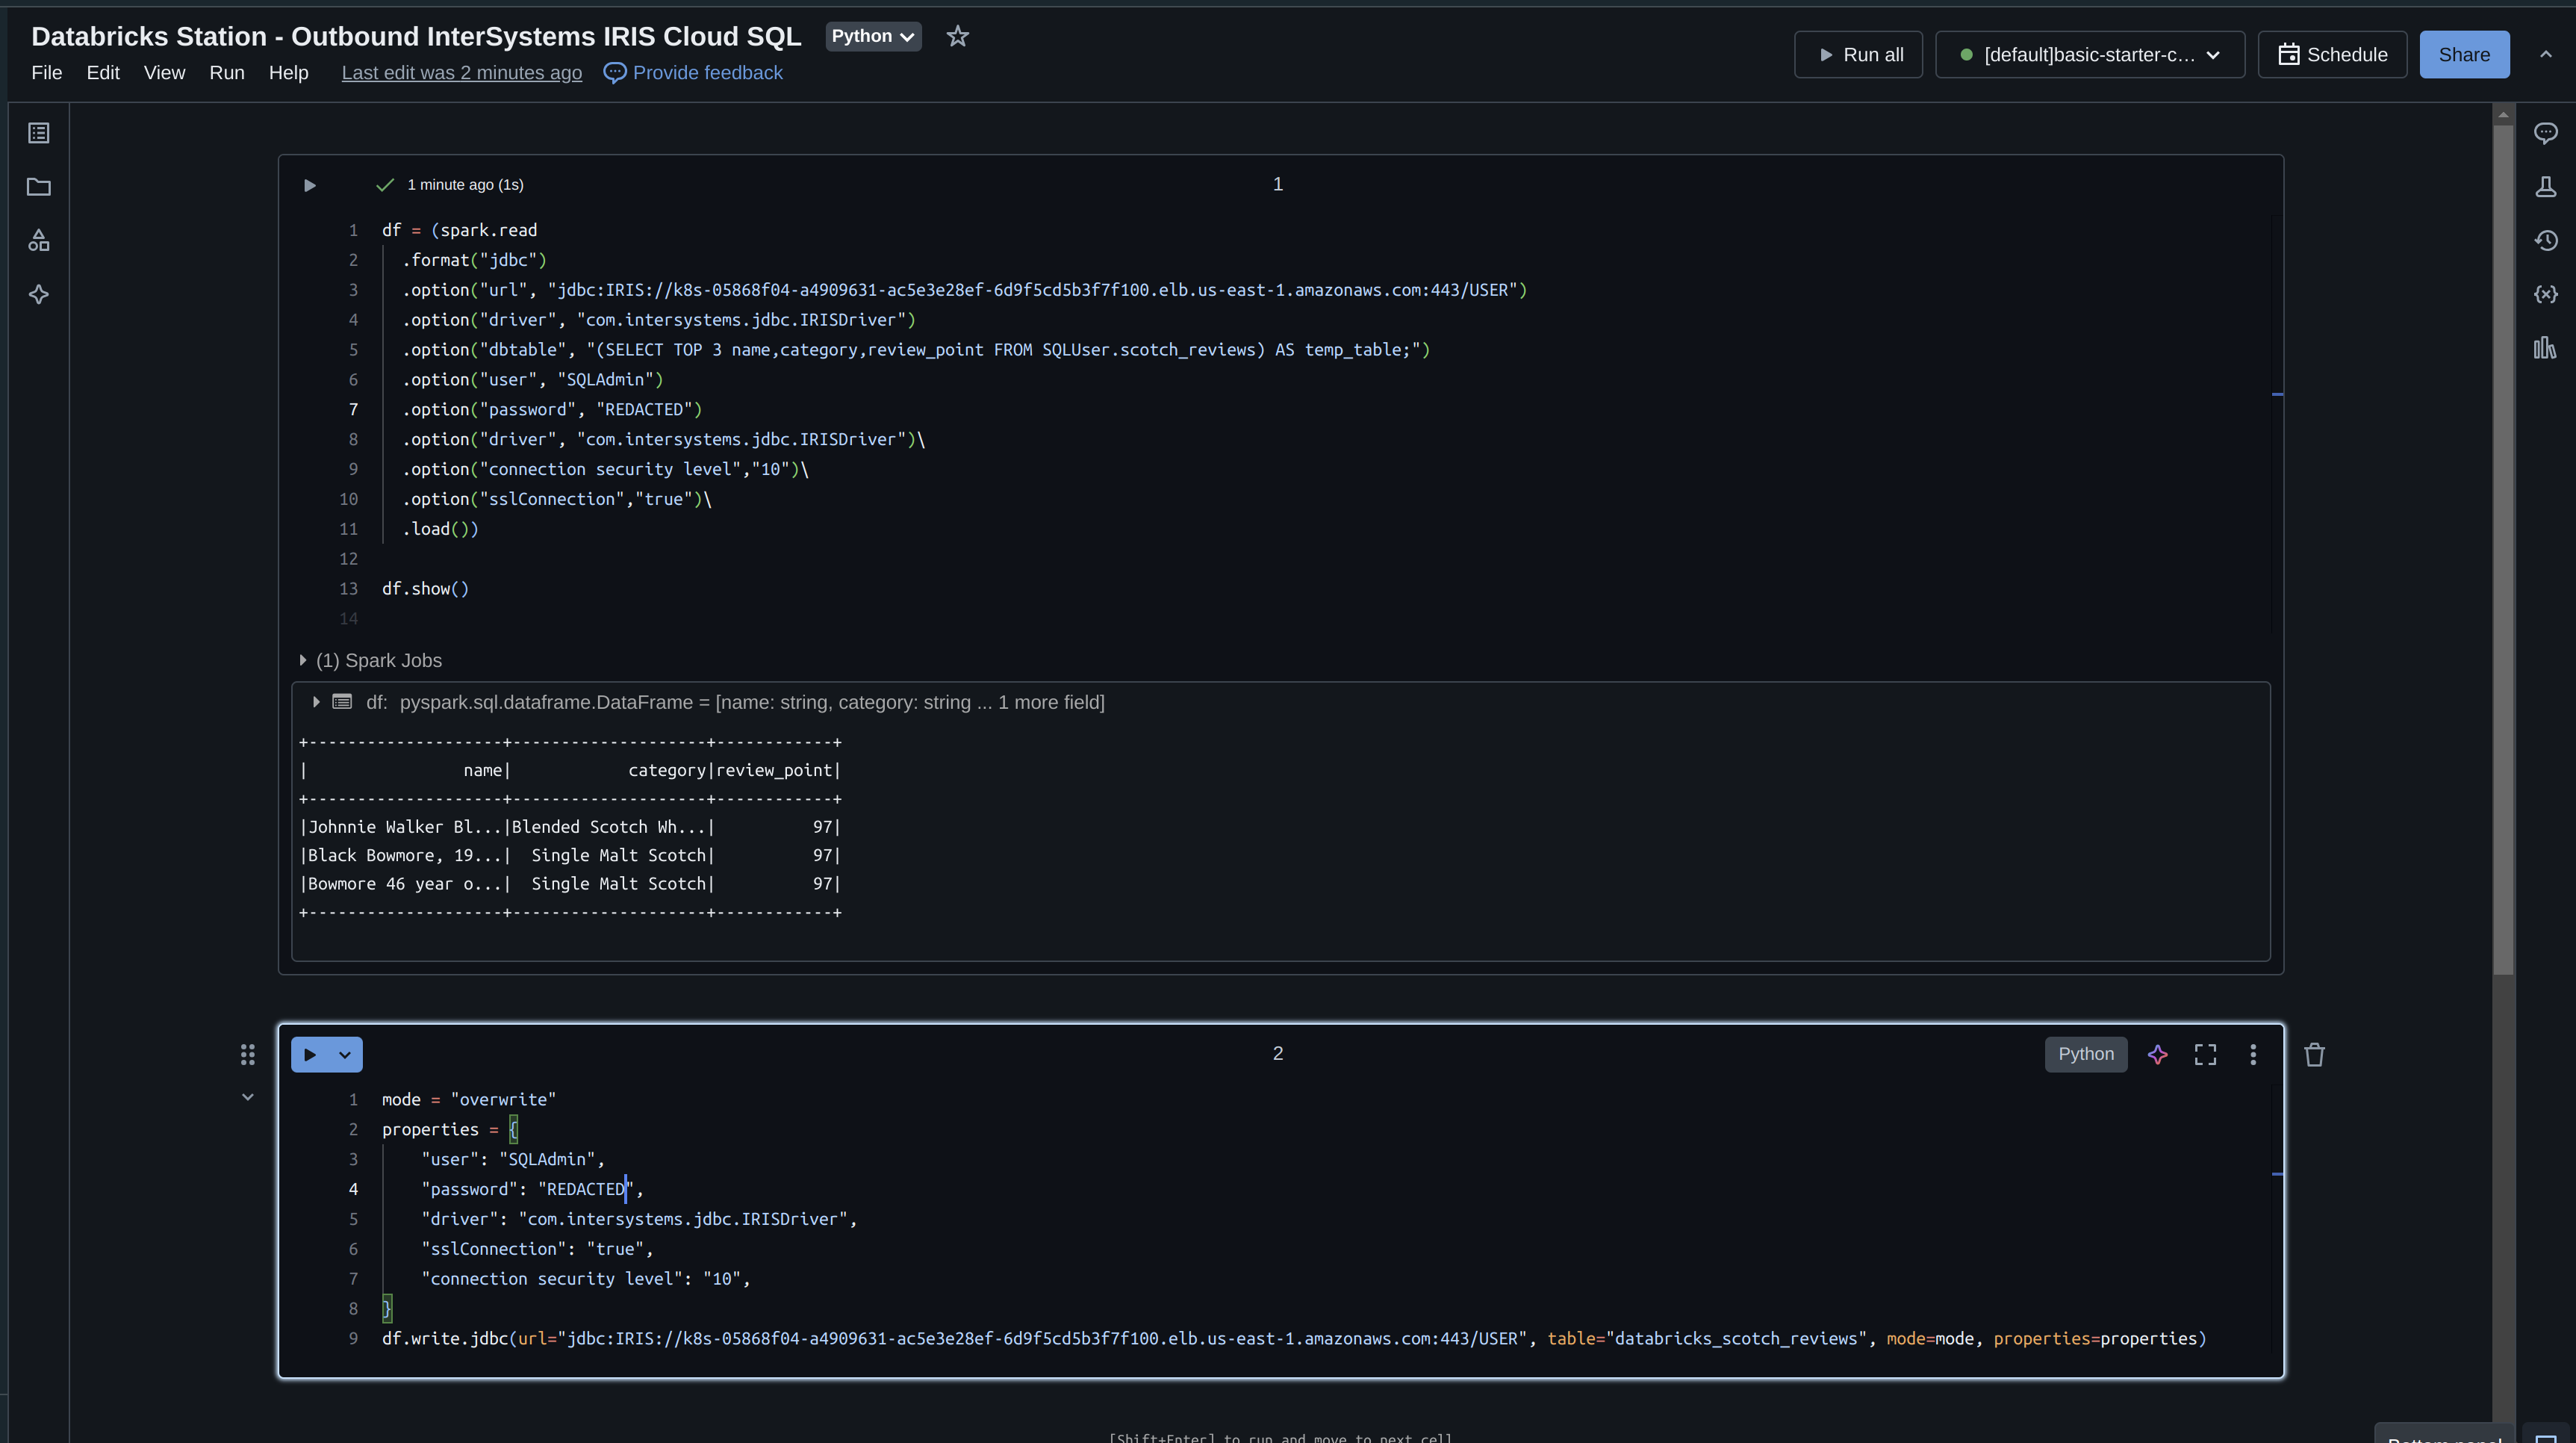 Databricks Station - Outbound InterSystems IRIS Cloud SQL Python
File Edit View Run Help Last edit was 2 minutes ago Provide feedback
Run all [default]basic-starter-c... Schedule Share
1 minute ago (1s) 1
1 df = (spark.read
2 .format("jdbc")
3 .option("url", "jdbc:IRIS://k8s-05868f04-a4909631-ac5e3e28ef-6d9f5cd5b3f7f100.elb.us-east-1.amazonaws.com:443/USER")
4 .option("driver", "com.intersystems.jdbc.IRISDriver")
5 .option("dbtable", "(SELECT TOP 3 name,category,review_point FROM SQLUser.scotch_reviews) AS temp_table;")
6 .option("user", "SQLAdmin")
7 .option("password", "REDACTED")
8 .option("driver", "com.intersystems.jdbc.IRISDriver")\
9 .option("connection security level","10")\
10 .option("sslConnection","true")\
11 .load())
12
13 df.show()
14
(1) Spark Jobs
df: pyspark.sql.dataframe.DataFrame = [name: string, category: string ... 1 more field]
+--------------------+--------------------+------------+
| name| category|review_point|
+--------------------+--------------------+------------+
|Johnnie Walker Bl...|Blended Scotch Wh...| 97|
|Black Bowmore, 19...| Single Malt Scotch| 97|
|Bowmore 46 year o...| Single Malt Scotch| 97|
+--------------------+--------------------+------------+
2 Python
1 mode = "overwrite"
2 properties = {
3 "user": "SQLAdmin",
4 "password": "REDACTED",
5 "driver": "com.intersystems.jdbc.IRISDriver",
6 "sslConnection": "true",
7 "connection security level": "10",
8 }
9 df.write.jdbc(url="jdbc:IRIS://k8s-05868f04-a4909631-ac5e3e28ef-6d9f5cd5b3f7f100.elb.us-east-1.amazonaws.com:443/USER", table="databricks_scotch_reviews", mode=mode, properties=properties)
[Shift+Enter] to run and move to next cell
Bottom panel